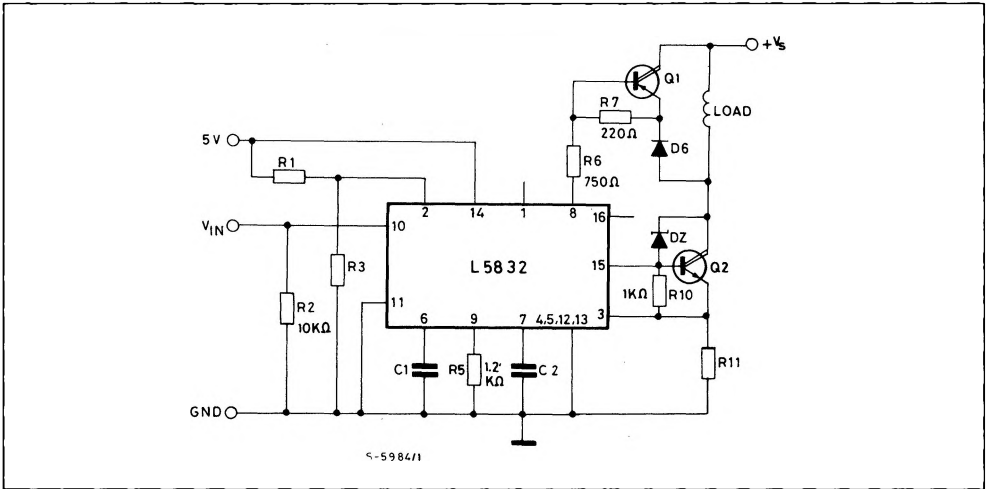 +Vs
Q1
R7
220Ω
LOAD
5V
R6
750Ω
D6
R1
2
14
1
8
16
VIN
10
DZ
L5832
15
Q2
R3
1KΩ
R10
R2
10KΩ
11
3
6
9
7
4,5,12,13
C1
R5
1.2'
KΩ
C2
R11
GND
S-5984/1